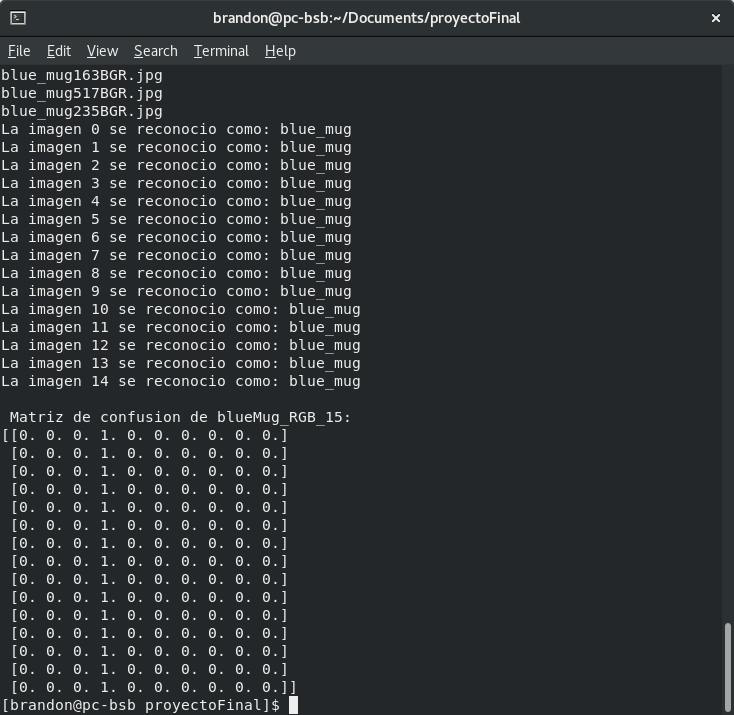 brandon@pc-bsb:~/Documents/proyectoFinal
File Edit View Search Terminal Help
blue_mug163BGR.jpg
blue_mug517BGR.jpg
blue_mug235BGR.jpg
La imagen 0 se reconocio como: blue_mug
La imagen 1 se reconocio como: blue_mug
La imagen 2 se reconocio como: blue_mug
La imagen 3 se reconocio como: blue_mug
La imagen 4 se reconocio como: blue_mug
La imagen 5 se reconocio como: blue_mug
La imagen 6 se reconocio como: blue_mug
La imagen 7 se reconocio como: blue_mug
La imagen 8 se reconocio como: blue_mug
La imagen 9 se reconocio como: blue_mug
La imagen 10 se reconocio como: blue_mug
La imagen 11 se reconocio como: blue_mug
La imagen 12 se reconocio como: blue_mug
La imagen 13 se reconocio como: blue_mug
La imagen 14 se reconocio como: blue_mug
Matriz de confusion de blueMug_RGB_15:
[[0. 0. 0. 1. 0. 0. 0. 0. 0. 0.]
[0. 0. 0. 1. 0. 0. 0. 0. 0. 0.]
[0. 0. 0. 1. 0. 0. 0. 0. 0. 0.]
[0. 0. 0. 1. 0. 0. 0. 0. 0. 0.]
[0. 0. 0. 1. 0. 0. 0. 0. 0. 0.]
[0. 0. 0. 1. 0. 0. 0. 0. 0. 0.]
[0. 0. 0. 1. 0. 0. 0. 0. 0. 0.]
[0. 0. 0. 1. 0. 0. 0. 0. 0. 0.]
[0. 0. 0. 1. 0. 0. 0. 0. 0. 0.]
[0. 0. 0. 1. 0. 0. 0. 0. 0. 0.]
[0. 0. 0. 1. 0. 0. 0. 0. 0. 0.]
[0. 0. 0. 1. 0. 0. 0. 0. 0. 0.]
[0. 0. 0. 1. 0. 0. 0. 0. 0. 0.]
[0. 0. 0. 1. 0. 0. 0. 0. 0. 0.]
[0. 0. 0. 1. 0. 0. 0. 0. 0. 0.]]
[brandon@pc-bsb proyectoFinal]$